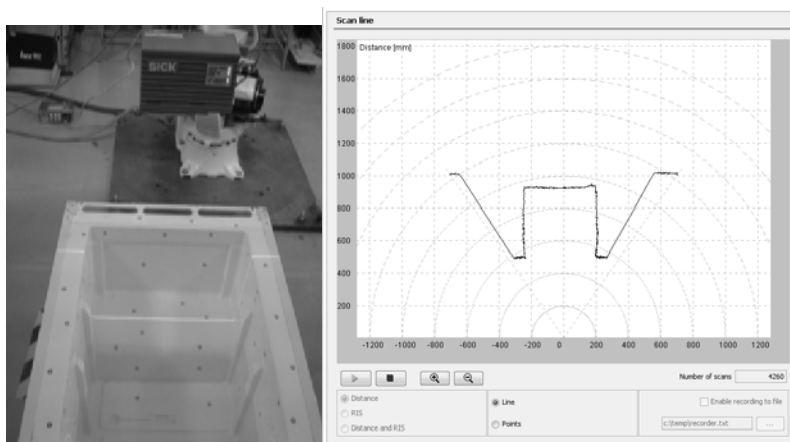 SICK
Scan line
Distance [mm]
1800
1600
1400
1200
1000
800
600
400
200
-1200 -1000 -800 -600 -400 -200 0 200 400 600 800 1000 1200
Number of scans 4260
Distance
RIS
Distance and RIS
Line
Points
Enable recording to file
c:\temp\recorder.txt ...